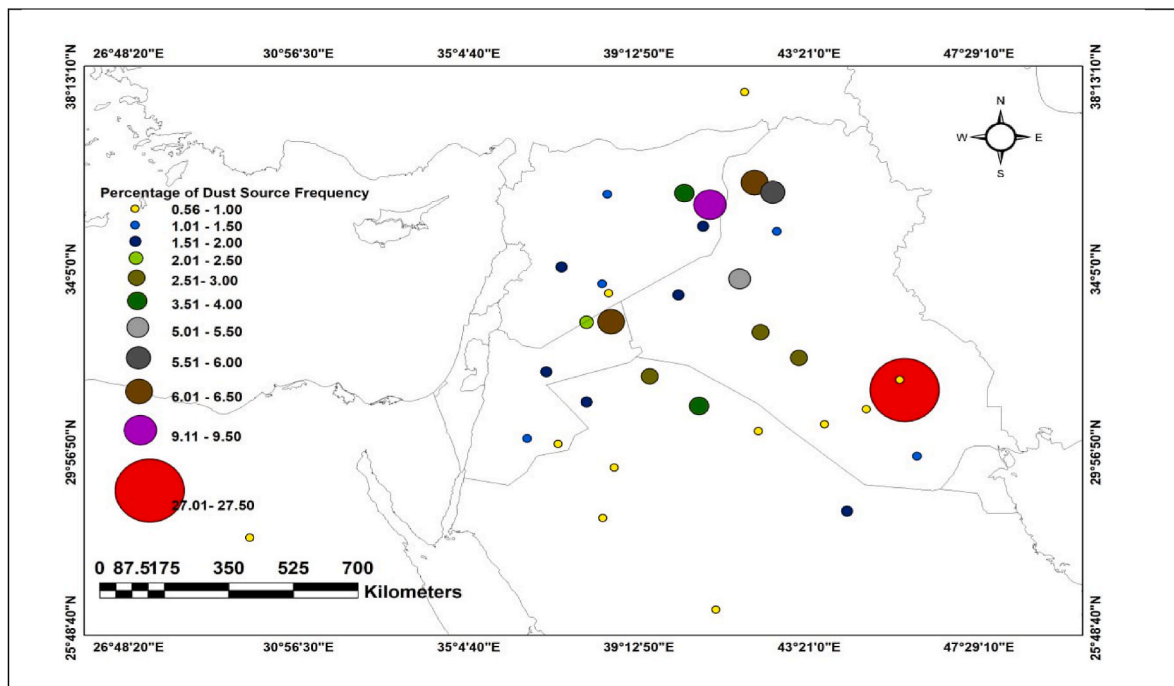 26°48'20"E 30°56'30"E 35°4'40"E 39°12'50"E 43°21'0"E 47°29'10"E
38°13'10"N 38°13'10"N
N
W E
S
Percentage of Dust Source Frequency
0.56 - 1.00
1.01 - 1.50
1.51 - 2.00
2.01 - 2.50
34°5'0"N 34°5'0"N
2.51- 3.00
3.51 - 4.00
5.01 - 5.50
5.51 - 6.00
6.01 - 6.50
9.11 - 9.50
29°56'50"N 29°56'50"N
27.01 - 27.50
0 87.5175 350 525 700
Kilometers
25°48'40"N 25°48'40"N
26°48'20"E 30°56'30"E 35°4'40"E 39°12'50"E 43°21'0"E 47°29'10"E